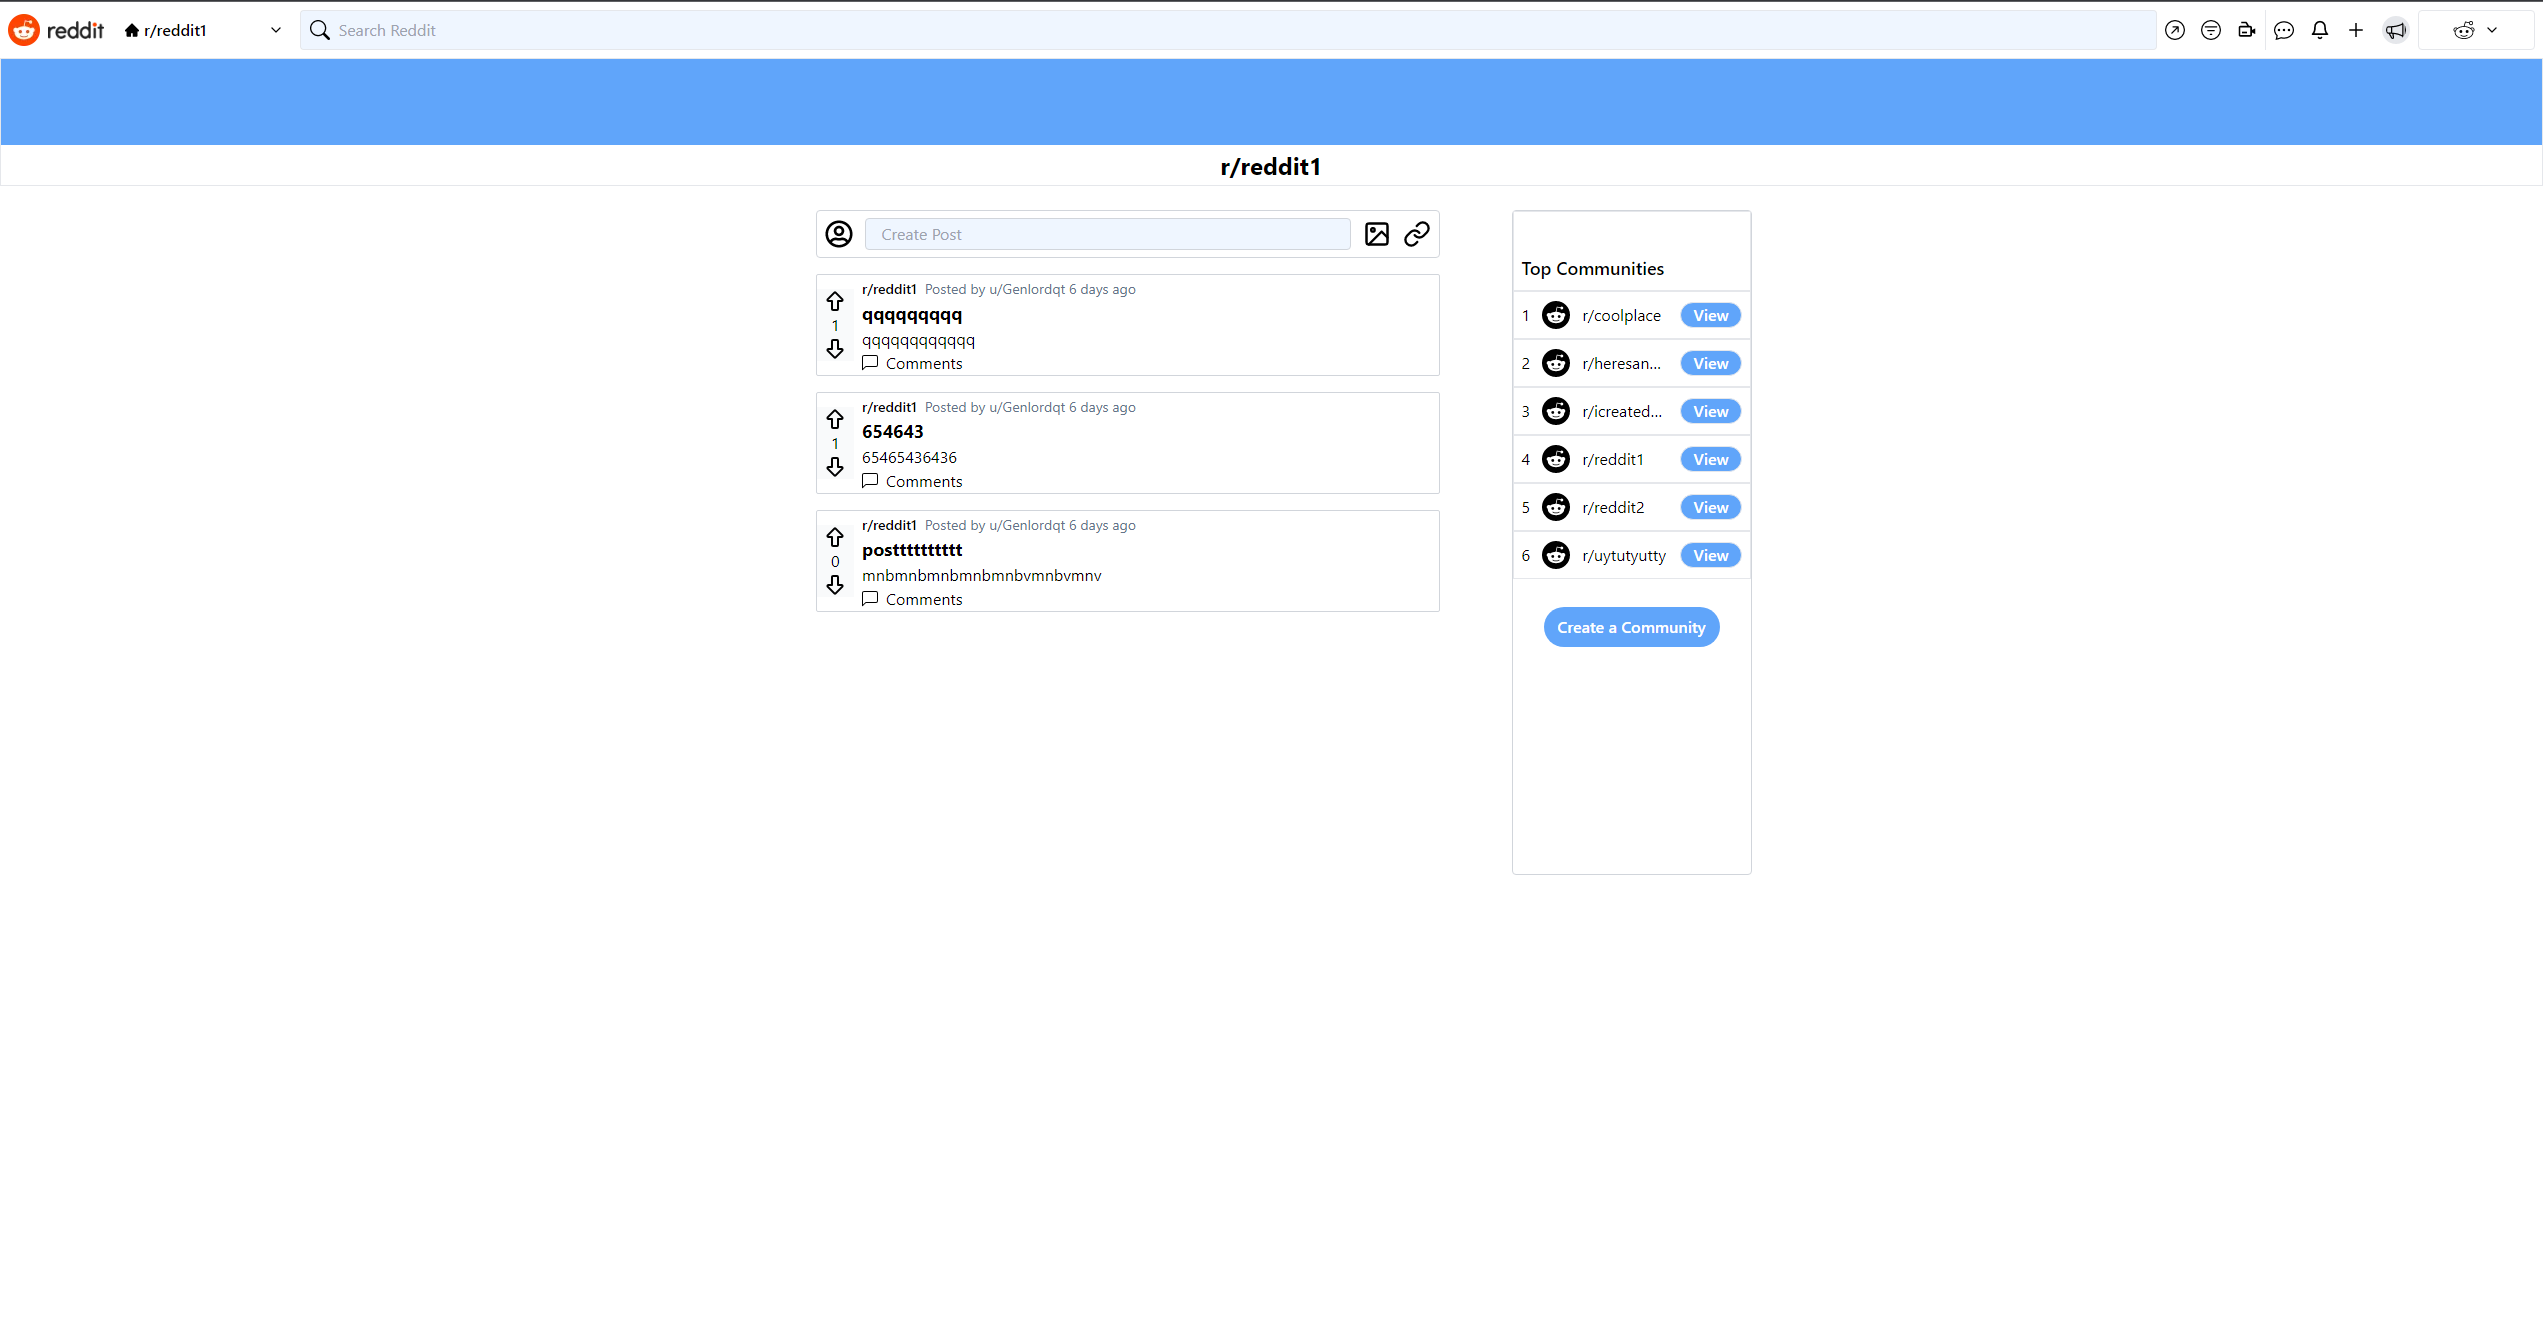 reddit r/reddit1 Search Reddit
r/reddit1
Create Post
r/reddit1 Posted by u/Genlordqt 6 days ago
qqqqqqqqq
1
qqqqqqqqqqqq
Comments
r/reddit1 Posted by u/Genlordqt 6 days ago
654643
1
65465436436
Comments
r/reddit1 Posted by u/Genlordqt 6 days ago
posttttttttt
0
mnbmnbmnbmnbmnbvmnbvmnv
Comments
Top Communities
1 r/coolplace View
2 r/heresan... View
3 r/icreated... View
4 r/reddit1 View
5 r/reddit2 View
6 r/uytutyutty View
Create a Community